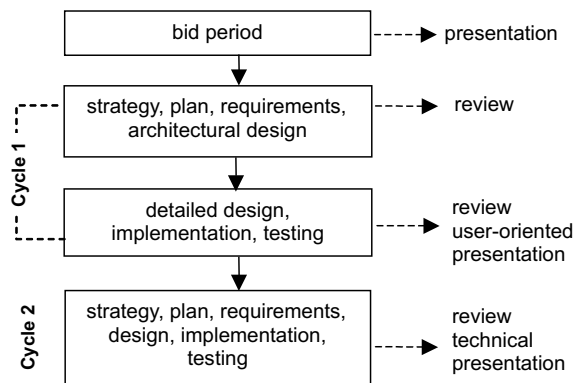 bid period
presentation
strategy, plan, requirements,
architectural design
review
Cycle 1
detailed design,
implementation, testing
review
user-oriented
presentation
Cycle 2
strategy, plan, requirements,
design, implementation,
testing
review
technical
presentation